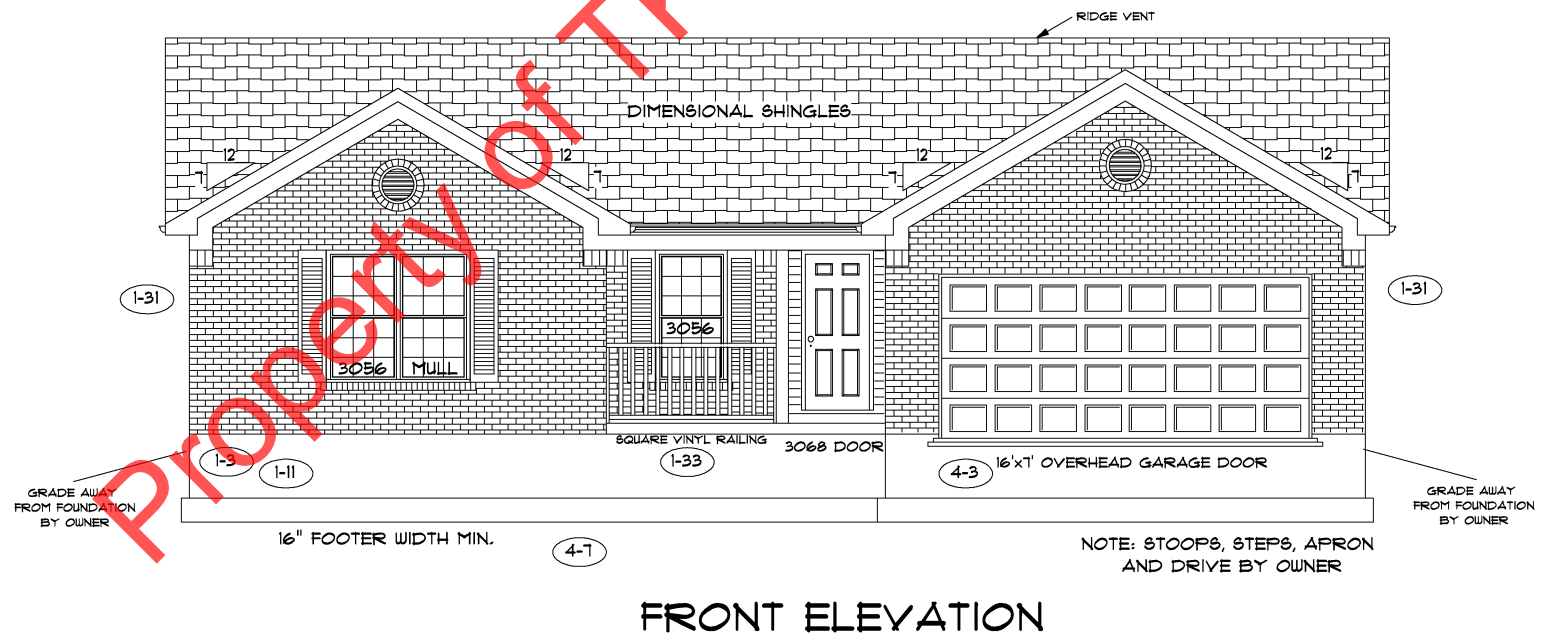 RIDGE VENT
DIMENSIONAL SHINGLES
12
7
12
7
12
7
12
7
1-31
1-31
3056
3056 MULL
SQUARE VINYL RAILING
3068 DOOR
1-3
1-11
1-33
4-3
16'x7' OVERHEAD GARAGE DOOR
GRADE AWAY
FROM FOUNDATION
BY OWNER
GRADE AWAY
FROM FOUNDATION
BY OWNER
16" FOOTER WIDTH MIN.
4-7
NOTE: STOOPS, STEPS, APRON
AND DRIVE BY OWNER
FRONT ELEVATION
Property of